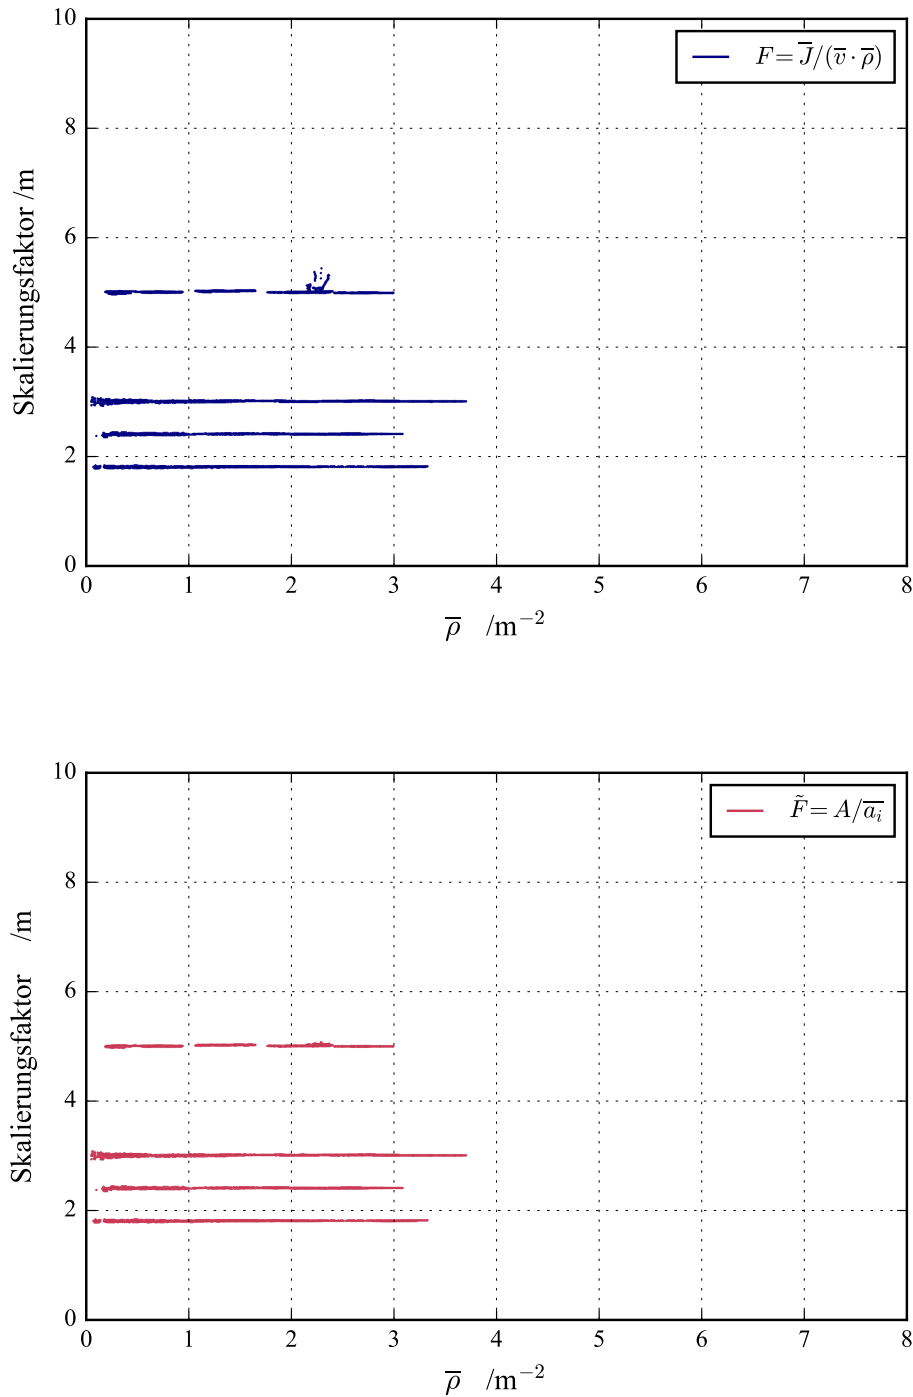 10
F = J̅/(v̅ · ρ̅)
8
6
4
2
0
Skalierungsfaktor /m
0 1 2 3 4 5 6 7 8
ρ̅ /m⁻²
10
F̃ = A/a̅ᵢ
8
6
4
2
0
Skalierungsfaktor /m
0 1 2 3 4 5 6 7 8
ρ̅ /m⁻²